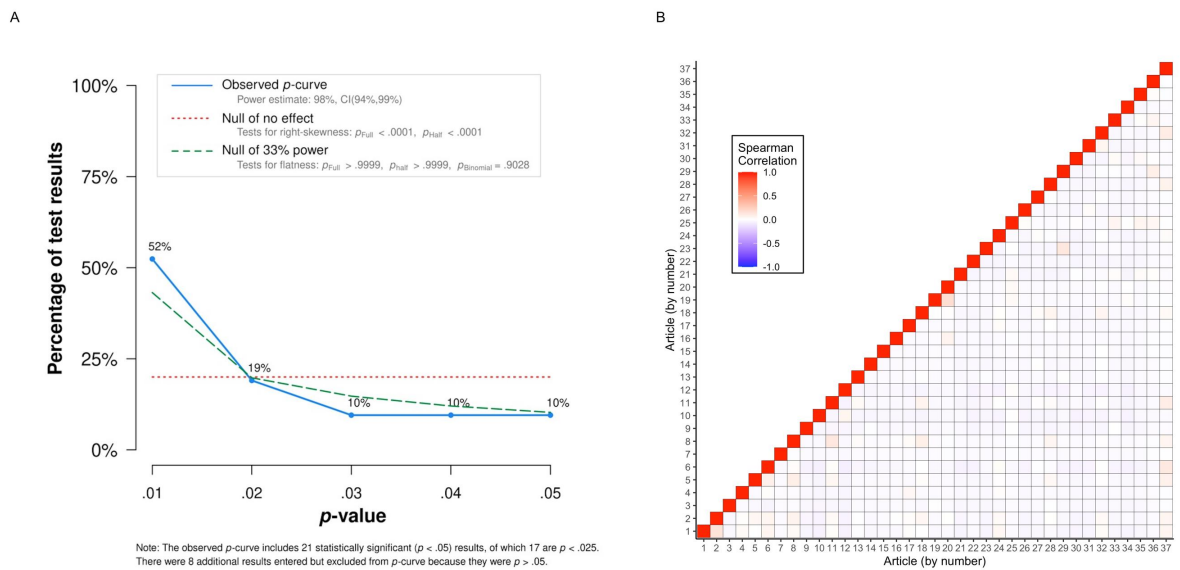 A
100%
75%
50%
25%
0%
Percentage of test results
Observed p-curve
Power estimate: 98%, CI(94%,99%)
Null of no effect
Tests for right-skewness: pFull < .0001, pHalf < .0001
Null of 33% power
Tests for flatness: pFull > .9999, phalf > .9999, pBinomial = .9028
52%
19%
10%
10%
10%
.01 .02 .03 .04 .05
p-value
Note: The observed p-curve includes 21 statistically significant (p < .05) results, of which 17 are p < .025.
There were 8 additional results entered but excluded from p-curve because they were p > .05.
B
37
36
35
34
33
32
31
30
29
28
27
26
25
24
23
22
21
20
19
18
17
16
15
14
13
12
11
10
9
8
7
6
5
4
3
2
1
Article (by number)
Spearman
Correlation
1.0
0.5
0.0
-0.5
-1.0
1 2 3 4 5 6 7 8 9 10 11 12 13 14 15 16 17 18 19 20 21 22 23 24 25 26 27 28 29 30 31 32 33 34 35 36 37
Article (by number)